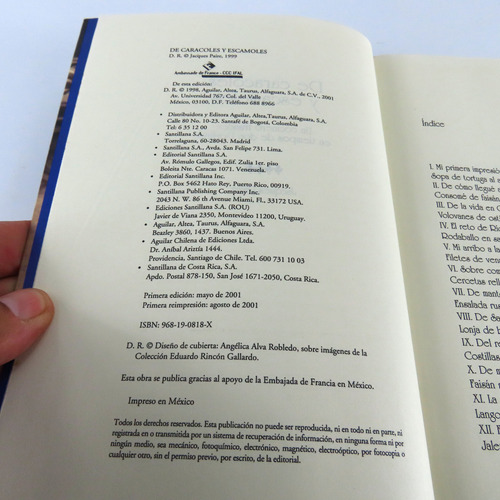 DE CARACOLES Y ESCAMOLES
D. R. © Jacques Paire, 1999
Ambassade de France - CCC IFAL
De esta edición:
D. R. © 1998, Aguilar, Altea, Taurus, Alfaguara, S.A. de C.V., 2001
Av. Universidad 767, Col. del Valle
México, 03100, D.F. Teléfono 688 8966
• Distribuidora y Editora Aguilar, Altea, Taurus, Alfaguara, S.A.
Calle 80 No. 10-23. Santafé de Bogotá, Colombia
Tel: 6 35 12 00
• Santillana S.A.
Torrelaguna, 60-28043. Madrid
• Santillana S.A., Avda. San Felipe 731. Lima.
• Editorial Santillana S.A.
Av. Rómulo Gallegos, Edif. Zulia 1er. piso
Boleita Nte. Caracas 1071. Venezuela.
• Editorial Santillana Inc.
P.O. Box 5462 Hato Rey, Puerto Rico, 00919.
• Santillana Publishing Company Inc.
2043 N. W. 86 th Avenue Miami, Fl., 33172 USA.
• Ediciones Santillana S.A. (ROU)
Javier de Viana 2350, Montevideo 11200, Uruguay.
• Aguilar, Altea, Taurus, Alfaguara, S.A.
Beazley 3860, 1437. Buenos Aires.
• Aguilar Chilena de Ediciones Ltda.
Dr. Aníbal Ariztía 1444.
Providencia, Santiago de Chile. Tel. 600 731 10 03
• Santillana de Costa Rica, S.A.
Apdo. Postal 878-150, San José 1671-2050, Costa Rica.
Primera edición: mayo de 2001
Primera reimpresión: agosto de 2001
ISBN: 968-19-0818-X
D. R. © Diseño de cubierta: Angélica Alva Robledo, sobre imágenes de la
Colección Eduardo Rincón Gallardo.
Esta obra se publica gracias al apoyo de la Embajada de Francia en México.
Impreso en México
Todos los derechos reservados. Esta publicación no puede ser reproducida, ni en todo ni en parte, ni
registrada en o transmitida por un sistema de recuperación de información, en ninguna forma ni por
ningún medio, sea mecánico, fotoquímico, electrónico, magnético, electroóptico, por fotocopia o
cualquier otro, sin el permiso previo, por escrito, de la editorial.
Índice
I. Mi primera impresión
Sopa de tortuga al
II. De cómo llegué
Consomé de faisán
III. De la vida en
Volovanes de
IV. El reto de
Rodaballo en
V. Mi arribo a
Filetes de
VI. Sobre
Cercetas
VII. De
Ensalada
VIII. De
Lonja de
IX. Del
Costillas
X. De
Faisán
XI. La
Lango
XII. El
Jale